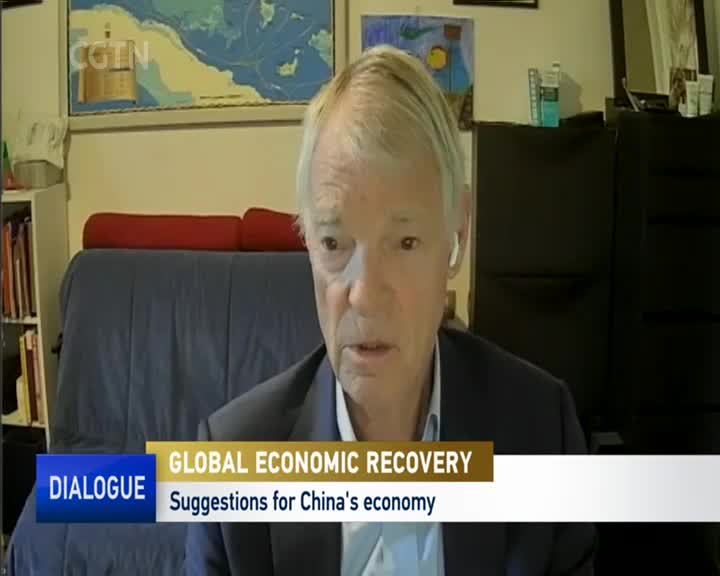 CGTN
GLOBAL ECONOMIC RECOVERY
DIALOGUE
Suggestions for China's economy